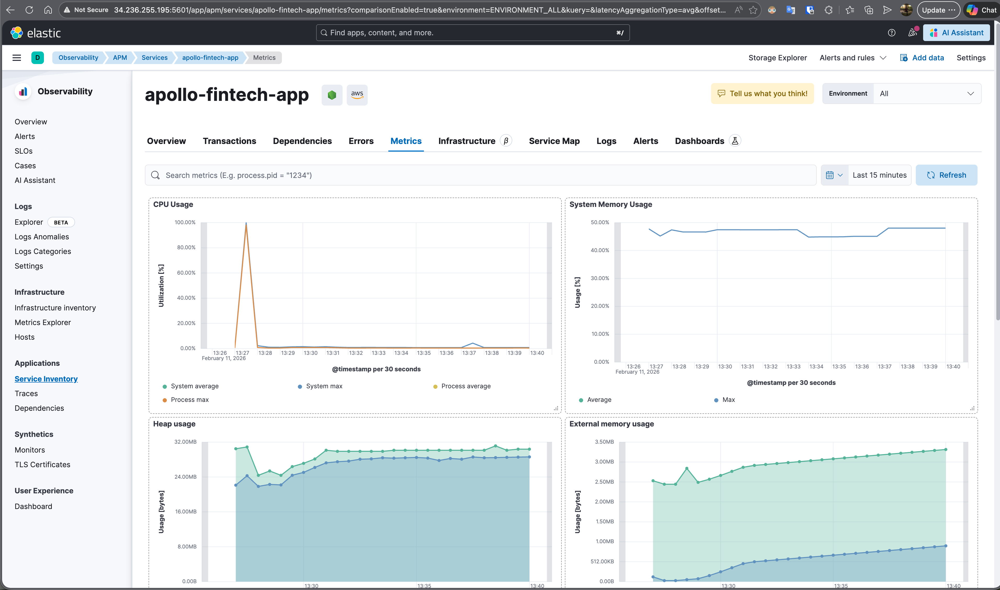 Not Secure 34.236.255.195:5601/app/apm/services/apollo-fintech-app/metrics?comparisonEnabled=true&environment=ENVIRONMENT_ALL&kuery=&latencyAggregationType=avg&offset... Update Chat
elastic Find apps, content, and more. ⌘/ AI Assistant
D Observability APM Services apollo-fintech-app Metrics Storage Explorer Alerts and rules Add data Settings
Observability
Overview
Alerts
SLOs
Cases
AI Assistant
Logs
Explorer BETA
Logs Anomalies
Logs Categories
Settings
Infrastructure
Infrastructure inventory
Metrics Explorer
Hosts
Applications
Service Inventory
Traces
Dependencies
Synthetics
Monitors
TLS Certificates
User Experience
Dashboard
apollo-fintech-app aws Tell us what you think! Environment All
Overview Transactions Dependencies Errors Metrics Infrastructure β Service Map Logs Alerts Dashboards
Search metrics (E.g. process.pid = "1234") Last 15 minutes Refresh
CPU Usage
Utilization [%]
100.00%
80.00%
60.00%
40.00%
20.00%
0.00%
13:26 13:27 13:28 13:29 13:30 13:31 13:32 13:33 13:34 13:35 13:36 13:37 13:38 13:39 13:40
February 11, 2026
@timestamp per 30 seconds
System average System max Process average
Process max
System Memory Usage
Usage [%]
50.00%
40.00%
30.00%
20.00%
10.00%
0.00%
13:26 13:27 13:28 13:29 13:30 13:31 13:32 13:33 13:34 13:35 13:36 13:37 13:38 13:39 13:40
February 11, 2026
@timestamp per 30 seconds
Average Max
Heap usage
Usage [bytes]
32.00MB
24.00MB
16.00MB
8.00MB
0.00B
13:30 13:35 13:40
External memory usage
Usage [bytes]
3.50MB
3.00MB
2.50MB
2.00MB
1.50MB
1.00MB
512.00KB
0.00B
13:30 13:35 13:40